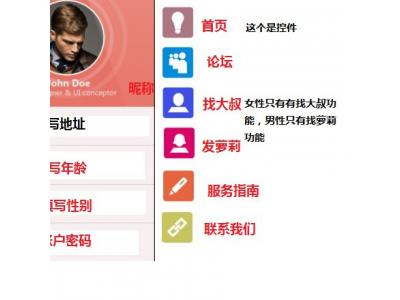 John Doe
& UI conceptor
昵称
写地址
写年龄
填写性别
账户密码
首页
这个是控件
论坛
找大叔
女性只有有找大叔功
能，男性只有找萝莉
功能
发萝莉
服务指南
联系我们